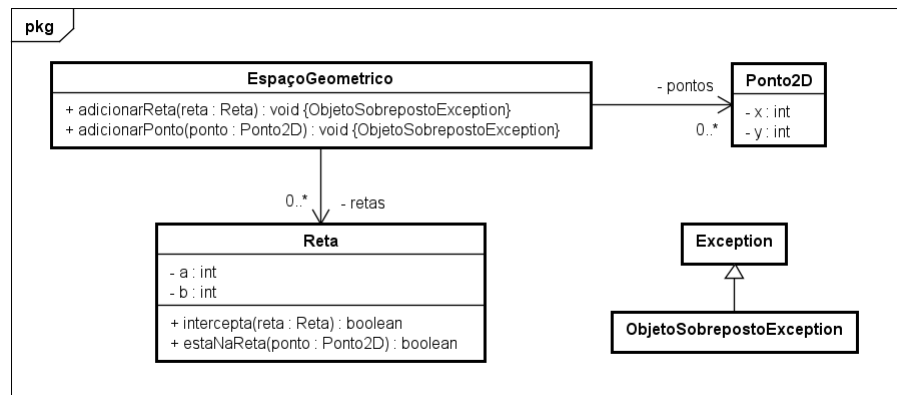 pkg
EspaçoGeometrico
+ adicionarReta(reta : Reta) : void {ObjetoSobrepostoException}
+ adicionarPonto(ponto : Ponto2D) : void {ObjetoSobrepostoException}
- pontos
0..*
Ponto2D
- x : int
- y : int
0..*
- retas
Reta
- a : int
- b : int
+ intercepta(reta : Reta) : boolean
+ estaNaReta(ponto : Ponto2D) : boolean
Exception
ObjetoSobrepostoException